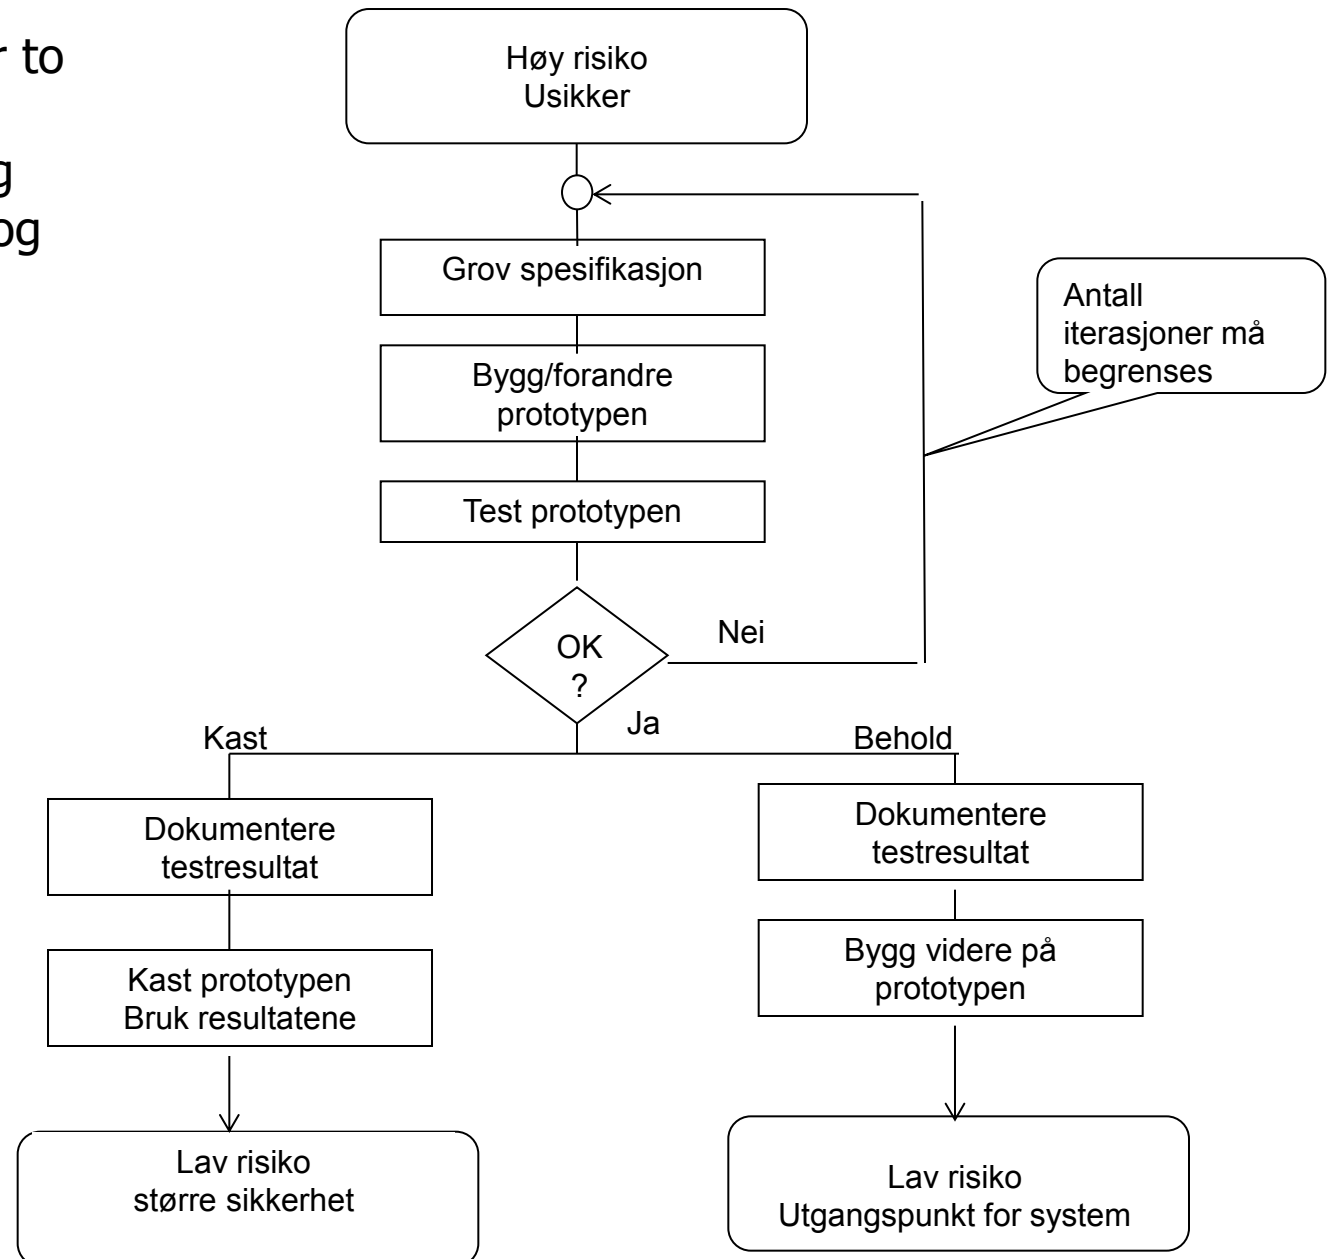 r to
g
og
Høy risiko
Usikker
Grov spesifikasjon
Bygg/forandre
prototypen
Test prototypen
Antall
iterasjoner må
begrenses
OK
?
Nei
Ja
Kast
Behold
Dokumentere
testresultat
Dokumentere
testresultat
Kast prototypen
Bruk resultatene
Bygg videre på
prototypen
Lav risiko
større sikkerhet
Lav risiko
Utgangspunkt for system